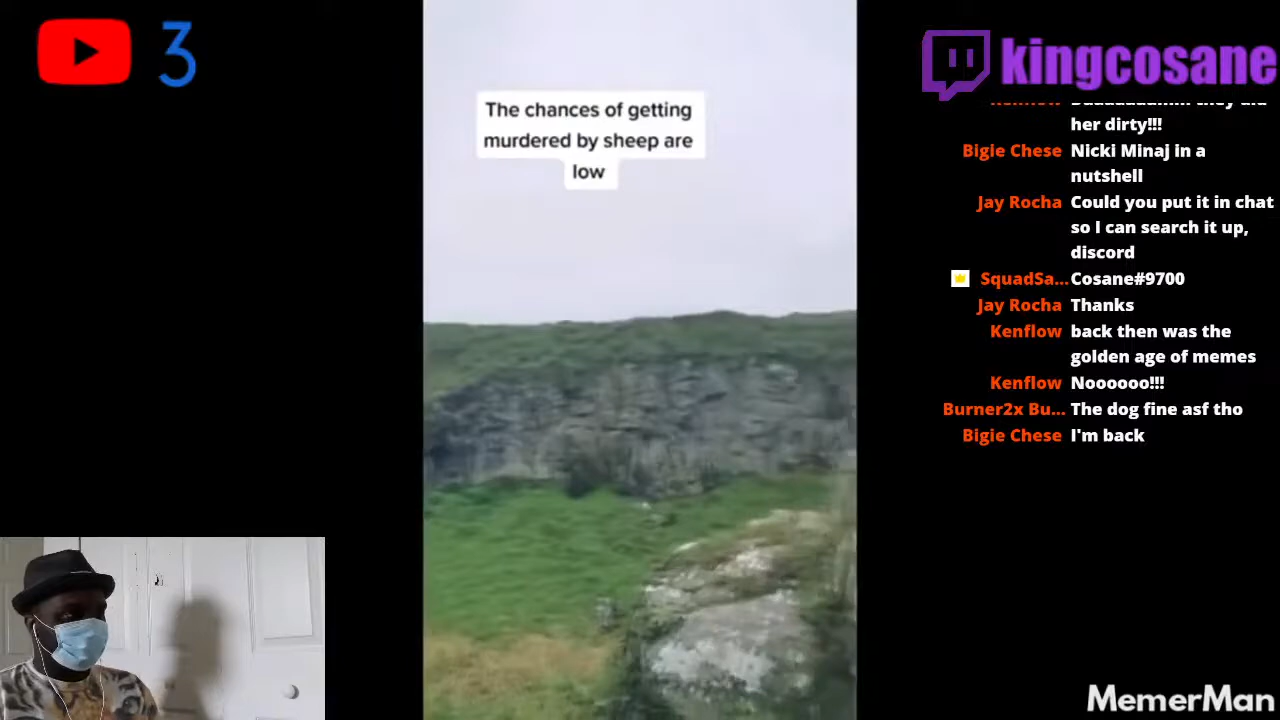 3
kingcosane
The chances of getting
murdered by sheep are
low
her dirty!!!
Bigie Chese Nicki Minaj in a
nutshell
Jay Rocha Could you put it in chat
so I can search it up,
discord
SquadSa... Cosane#9700
Jay Rocha Thanks
Kenflow back then was the
golden age of memes
Kenflow Noooooo!!!
Burner2x Bu... The dog fine asf tho
Bigie Chese I'm back
MemerMan